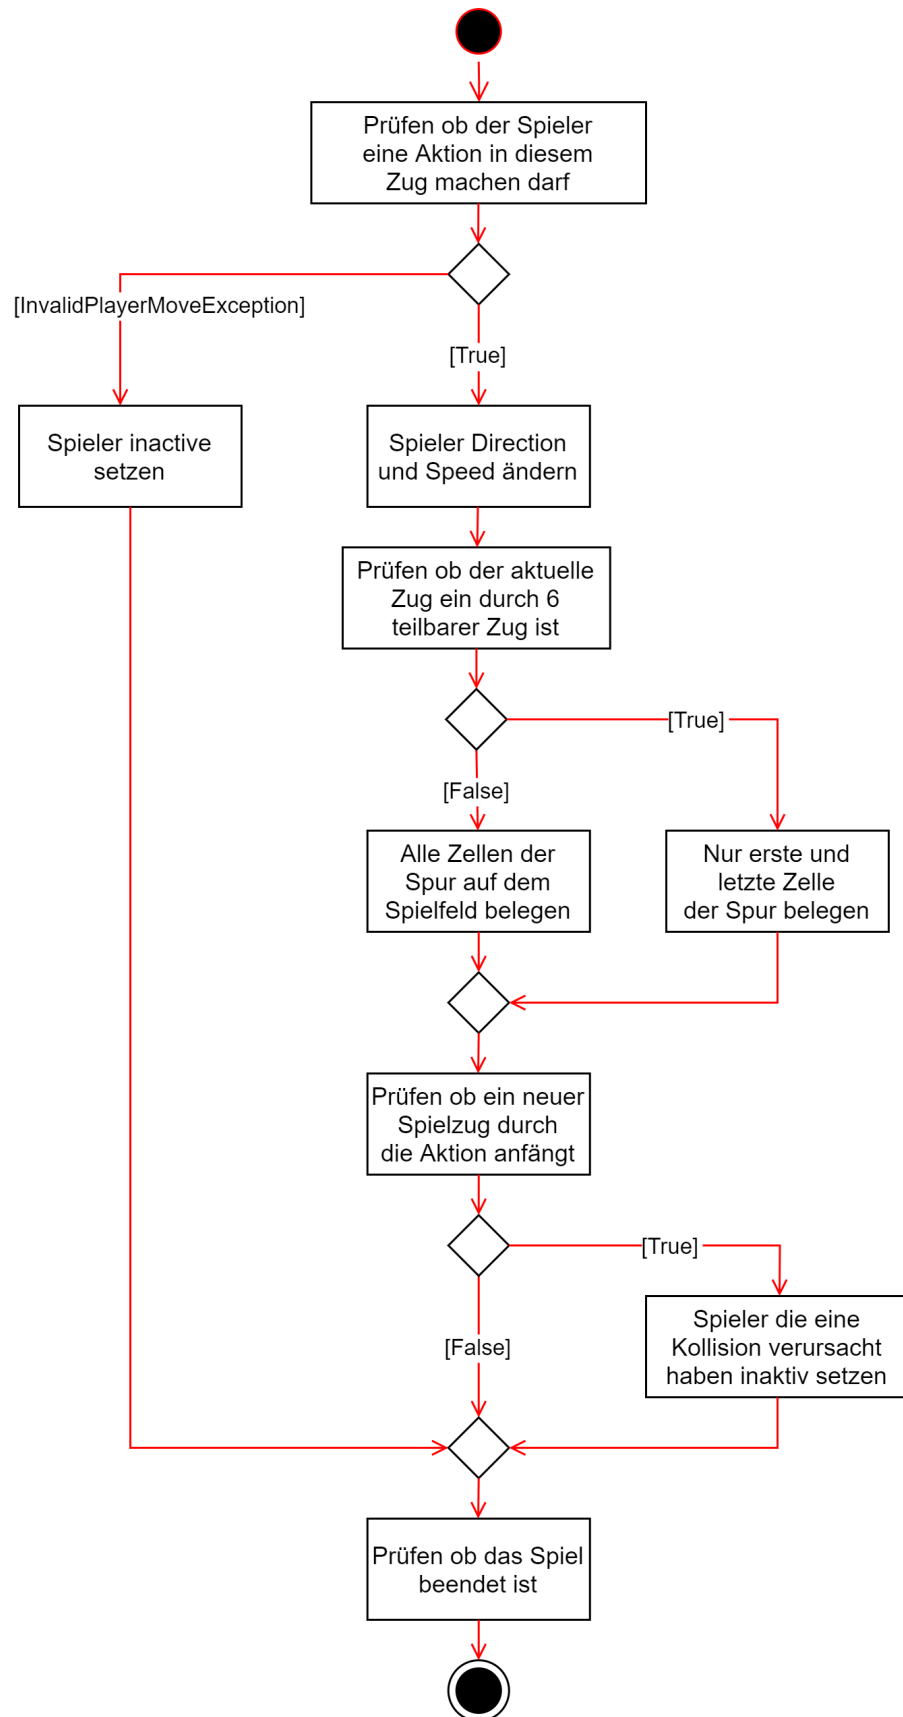 Prüfen ob der Spieler
eine Aktion in diesem
Zug machen darf
[InvalidPlayerMoveException]
[True]
Spieler inactive
setzen
Spieler Direction
und Speed ändern
Prüfen ob der aktuelle
Zug ein durch 6
teilbarer Zug ist
[True]
[False]
Alle Zellen der
Spur auf dem
Spielfeld belegen
Nur erste und
letzte Zelle
der Spur belegen
Prüfen ob ein neuer
Spielzug durch
die Aktion anfängt
[True]
[False]
Spieler die eine
Kollision verursacht
haben inaktiv setzen
Prüfen ob das Spiel
beendet ist